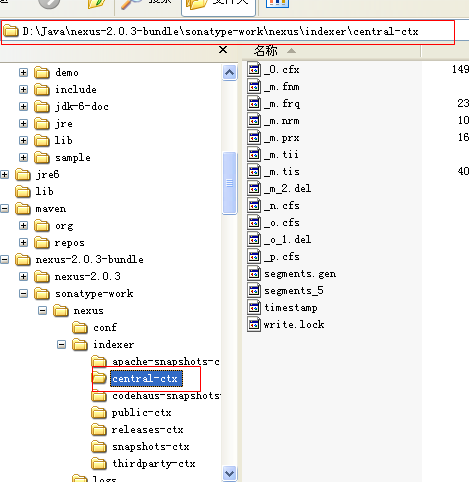 搜索
文件夹
D:\Java\nexus-2.0.3-bundle\sonatype-work\nexus\indexer\central-ctx
demo
include
jdk-6-doc
jre
lib
sample
jre6
lib
maven
org
repos
nexus-2.0.3-bundle
nexus-2.0.3
sonatype-work
nexus
conf
indexer
apache-snapshots-c
central-ctx
codehaus-snapshots
public-ctx
releases-ctx
snapshots-ctx
thirdparty-ctx
logs
名称
_0.cfx 149
_m.fnm
_m.frq 23
_m.nrm 10
_m.prx 16
_m.tii
_m.tis 40
_m_2.del
_n.cfs
_o.cfs
_o_1.del
_p.cfs
segments.gen
segments_5
timestamp
write.lock